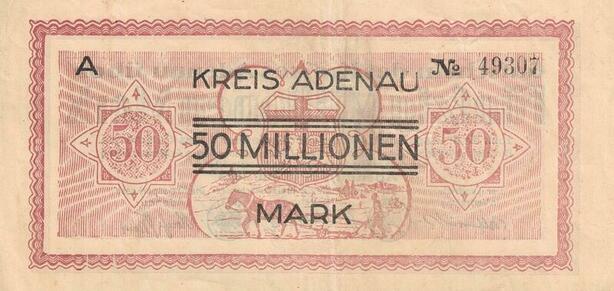 A
KREIS ADENAU
№ 49307
50
50 MILLIONEN
50
MARK